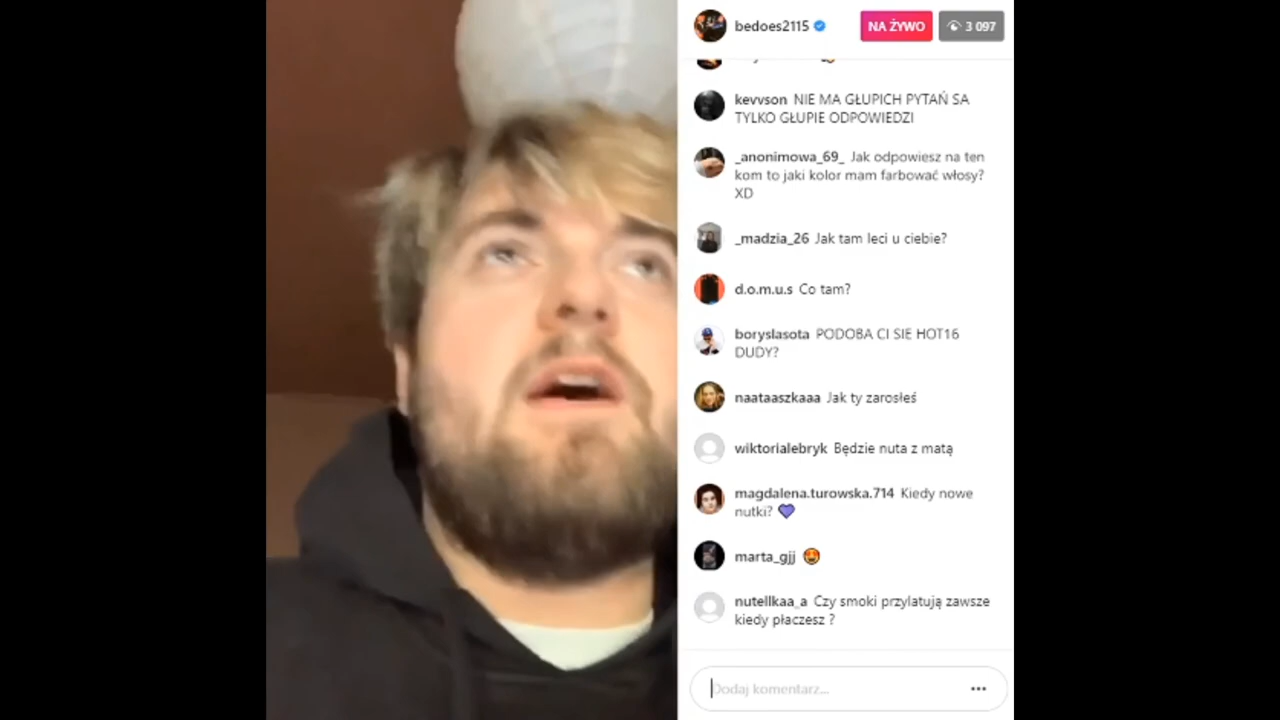 bedoes2115
NA ŻYWO
3 097
kevvson NIE MA GŁUPICH PYTAŃ SA
TYLKO GŁUPIE ODPOWIEDZI
_anonimowa_69_ Jak odpowiesz na ten
kom to jaki kolor mam farbować włosy?
XD
_madzia_26 Jak tam leci u ciebie?
d.o.m.u.s Co tam?
boryslasota PODOBA CI SIE HOT16
DUDY?
naataaszkaaa Jak ty zarosłeś
wiktorialebryk Będzie nuta z matą
magdalena.turowska.714 Kiedy nowe
nutki? 💜
marta_gjj 🤩
nutellkaa_a Czy smoki przylatują zawsze
kiedy płaczesz ?
Dodaj komentarz...